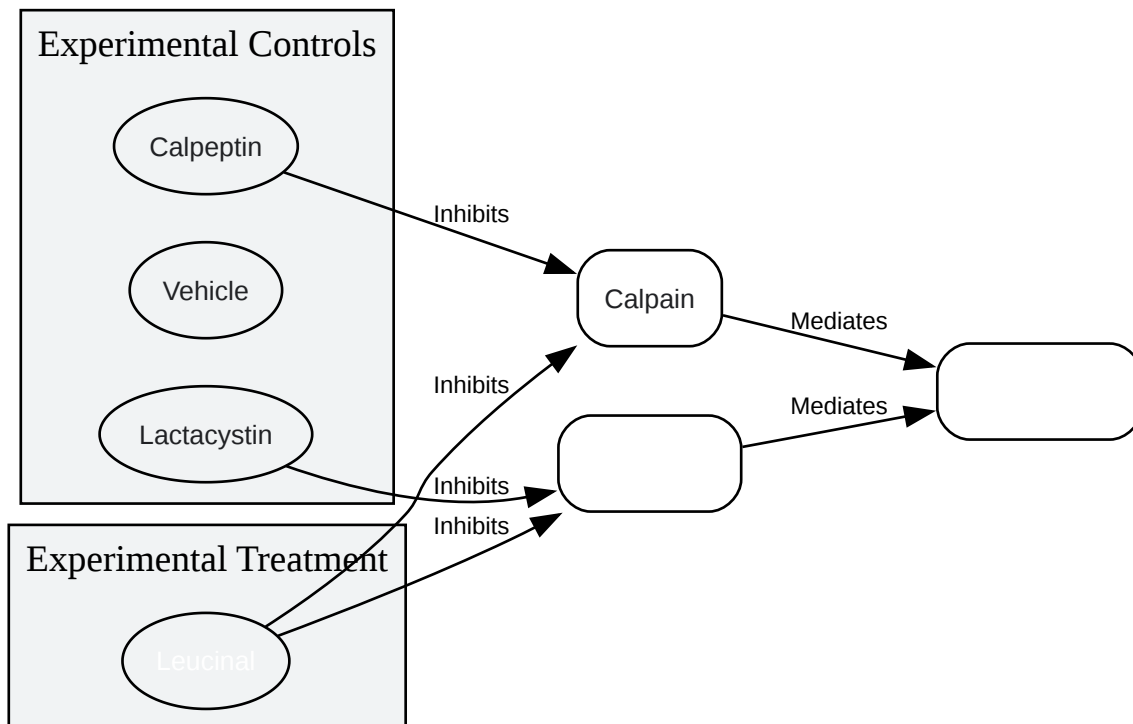 Experimental Controls
Calpeptin
Inhibits
Vehicle
Calpain
Mediates
Inhibits
Mediates
Lactacystin
Inhibits
Inhibits
Experimental Treatment
Leucinal